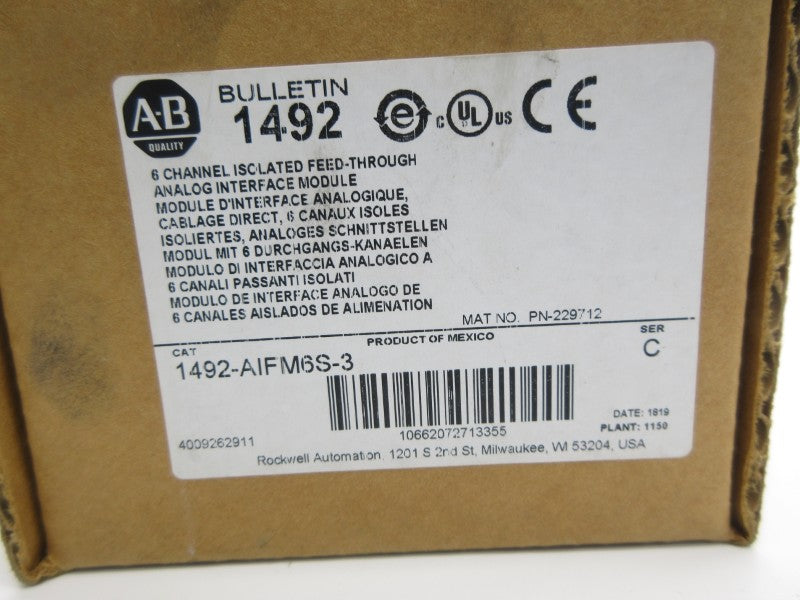 A-B
QUALITY
BULLETIN
1492
c UL US CE
6 CHANNEL ISOLATED FEED-THROUGH
ANALOG INTERFACE MODULE
MODULE D'INTERFACE ANALOGIQUE,
CABLAGE DIRECT, 6 CANAUX ISOLES
ISOLIERTES, ANALOGES SCHNITTSTELLEN
MODUL MIT 6 DURCHGANGS-KANAELEN
MODULO DI INTERFACCIA ANALOGICO A
6 CANALI PASSANTI ISOLATI
MODULO DE INTERFACE ANALOGO DE
6 CANALES AISLADOS DE ALIMENATION
MAT NO. PN-229712
PRODUCT OF MEXICO
SER
C
CAT
1492-AIFM6S-3
10662072713355
DATE: 1819
PLANT: 1150
4009262911
Rockwell Automation, 1201 S 2nd St, Milwaukee, WI 53204, USA